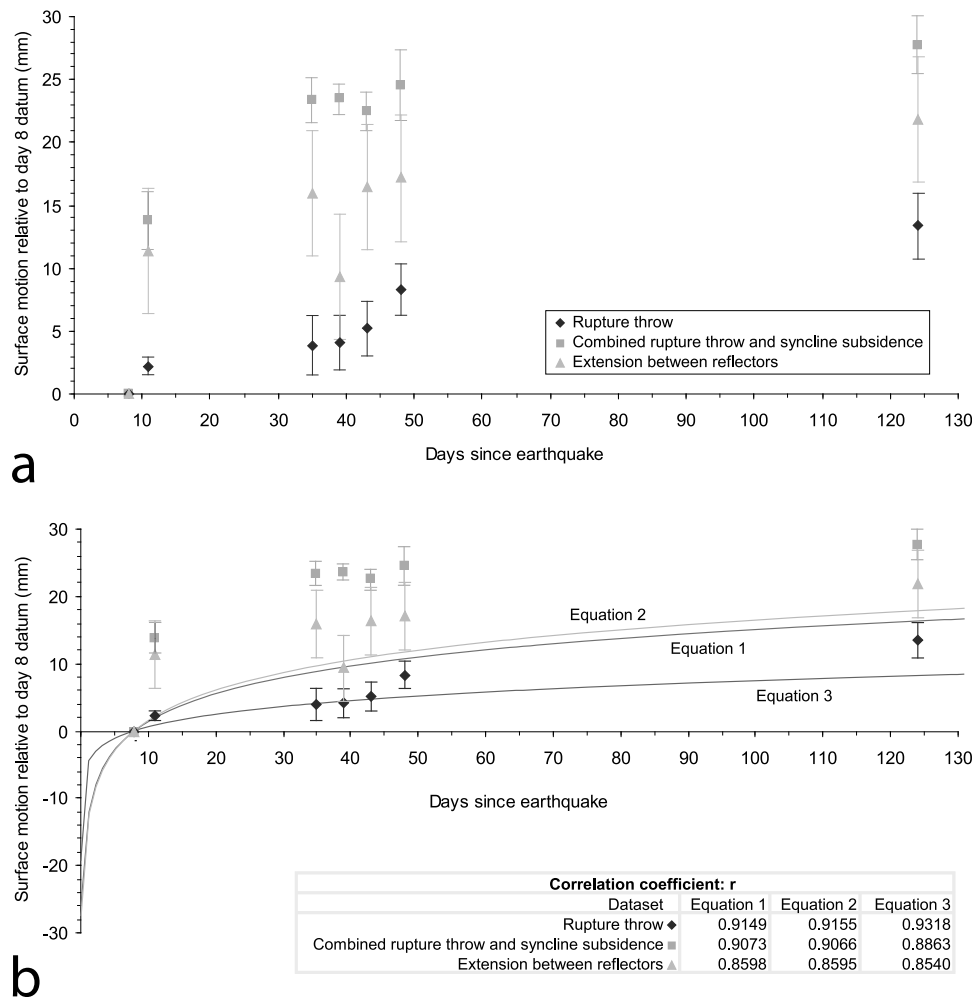 30
25
20
15
10
5
0
Surface motion relative to day 8 datum (mm)
Rupture throw
Combined rupture throw and syncline subsidence
Extension between reflectors
0 10 20 30 40 50 60 70 80 90 100 110 120 130
Days since earthquake
a
30
20
10
0
-10
-20
-30
Surface motion relative to day 8 datum (mm)
Equation 2
Equation 1
Equation 3
10 20 30 40 50 60 70 80 90 100 110 120 130
Days since earthquake
Correlation coefficient: r
Dataset Equation 1 Equation 2 Equation 3
Rupture throw 0.9149 0.9155 0.9318
Combined rupture throw and syncline subsidence 0.9073 0.9066 0.8863
Extension between reflectors 0.8598 0.8595 0.8540
b